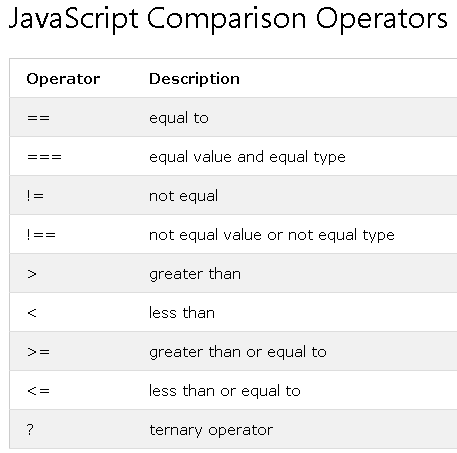 JavaScript Comparison Operators
Operator Description
== equal to
=== equal value and equal type
!= not equal
!== not equal value or not equal type
> greater than
< less than
>= greater than or equal to
<= less than or equal to
? ternary operator